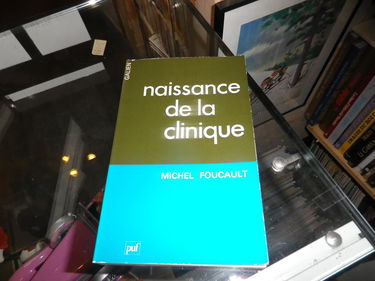 GALIEN
naissance
de la
clinique
MICHEL FOUCAULT
puf